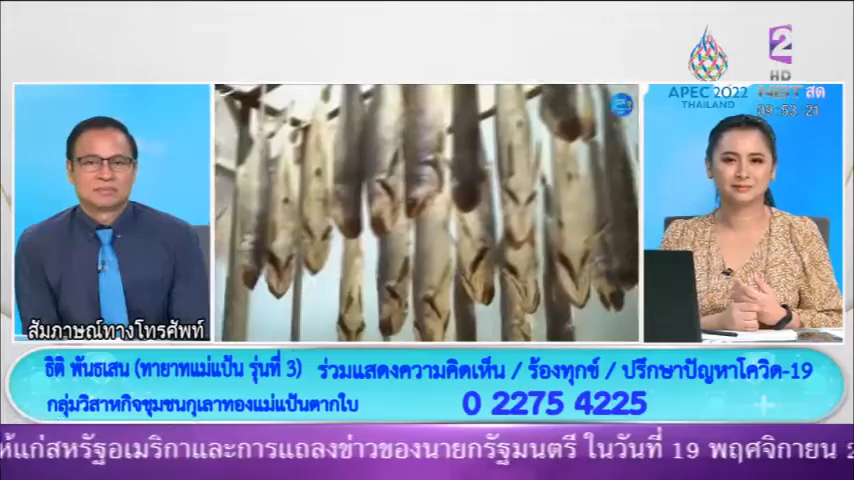 2
HD
APEC 2022
THAILAND
NBT สด
09:53:21
สัมภาษณ์ทางโทรศัพท์
ธิติ พันธเสน (ทายาทแม่แป้น รุ่นที่ 3) ร่วมแสดงความคิดเห็น / ร้องทุกข์ / ปรึกษาปัญหาโควิด-19
กลุ่มวิสาหกิจชุมชนกุเลาทองแม่แป้นตากใบ 0 2275 4225
ห้แก่สหรัฐอเมริกาและการแถลงข่าวของนายกรัฐมนตรี ในวันที่ 19 พฤศจิกายน 2